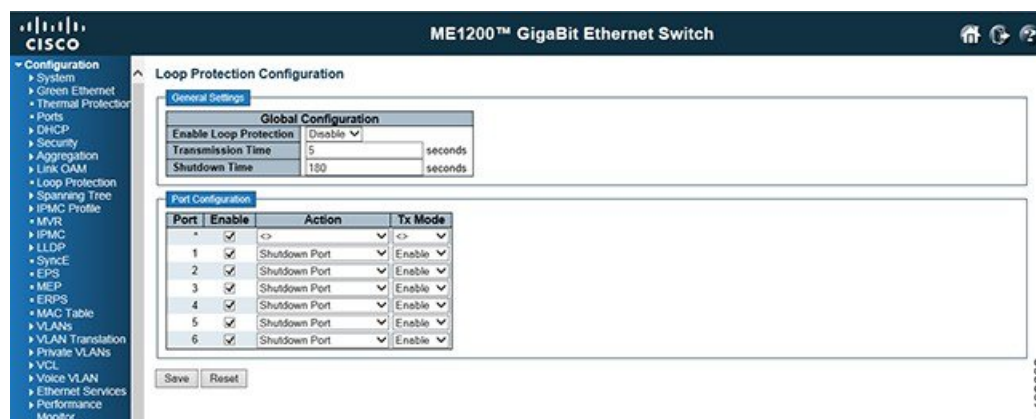 CISCO
ME1200™ GigaBit Ethernet Switch
Configuration
System
Green Ethernet
Thermal Protection
Ports
DHCP
Security
Aggregation
Link OAM
Loop Protection
Spanning Tree
IPMC Profile
MVR
IPMC
LLDP
SyncE
EPS
MEP
ERPS
MAC Table
VLANs
VLAN Translation
Private VLANs
VCL
Voice VLAN
Ethernet Services
Performance
Monitor
Loop Protection Configuration
General Settings
Global Configuration
Enable Loop Protection Disable
Transmission Time 5 seconds
Shutdown Time 180 seconds
Port Configuration
Port Enable Action Tx Mode
* <> <>
1 Shutdown Port Enable
2 Shutdown Port Enable
3 Shutdown Port Enable
4 Shutdown Port Enable
5 Shutdown Port Enable
6 Shutdown Port Enable
Save Reset